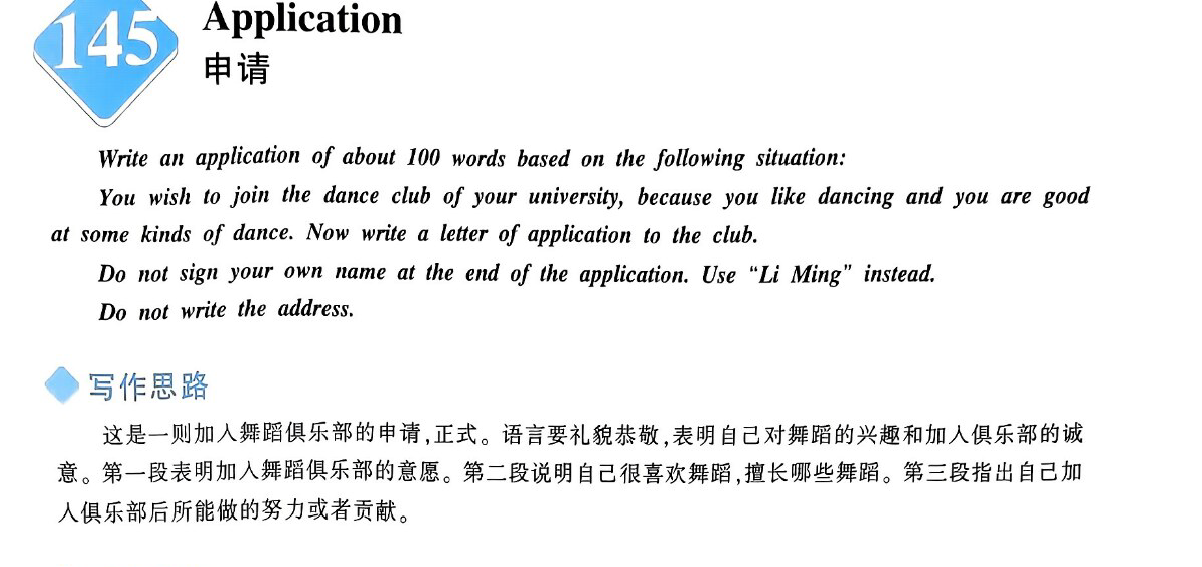 145
Application
申请
Write an application of about 100 words based on the following situation:
You wish to join the dance club of your university, because you like dancing and you are good
at some kinds of dance. Now write a letter of application to the club.
Do not sign your own name at the end of the application. Use “Li Ming” instead.
Do not write the address.
写作思路
这是一则加入舞蹈俱乐部的申请,正式。语言要礼貌恭敬,表明自己对舞蹈的兴趣和加入俱乐部的诚
意。第一段表明加入舞蹈俱乐部的意愿。第二段说明自己很喜欢舞蹈,擅长哪些舞蹈。第三段指出自己加
入俱乐部后所能做的努力或者贡献。